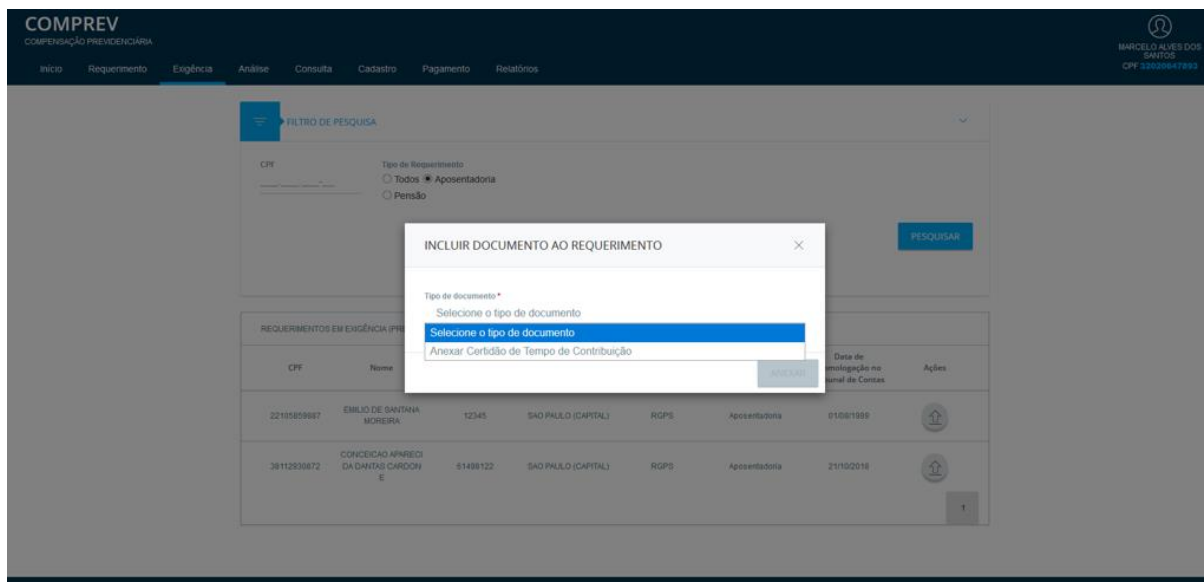 COMPREV
COMPENSAÇÃO PREVIDENCIÁRIA
MARCELO ALVES DOS
SANTOS
CPF 32020647893
Início Requerimento Exigência Análise Consulta Cadastro Pagamento Relatórios
FILTRO DE PESQUISA
CPF
Tipo de Requerimento
Todos Aposentadoria
Pensão
PESQUISAR
INCLUIR DOCUMENTO AO REQUERIMENTO
Tipo de documento *
Selecione o tipo de documento
Selecione o tipo de documento
Anexar Certidão de Tempo de Contribuição
ANEXAR
REQUERIMENTOS EM EXIGÊNCIA
CPF Nome Data de
homologação no
Tribunal de Contas Ações
EMILIO DE SANTANA
MOREIRA
12345 SAO PAULO (CAPITAL) RGPS Aposentadoria 01/08/1999
38112930872 CONCEICAO APARECI
DA DANTAS CARDON
E
61498122 SAO PAULO (CAPITAL) RGPS Aposentadoria 21/10/2018
1